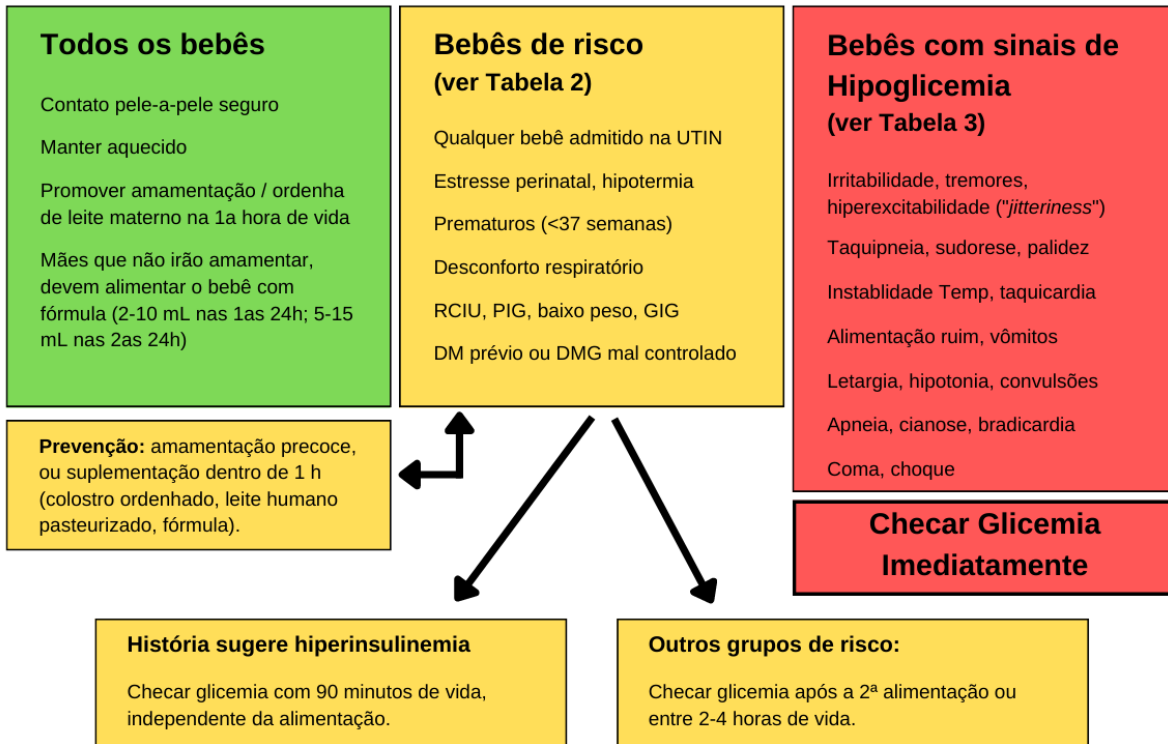 Todos os bebês
Contato pele-a-pele seguro
Manter aquecido
Promover amamentação / ordenha
de leite materno na 1a hora de vida
Mães que não irão amamentar,
devem alimentar o bebê com
fórmula (2-10 mL nas 1as 24h; 5-15
mL nas 2as 24h)
Bebês de risco
(ver Tabela 2)
Qualquer bebê admitido na UTIN
Estresse perinatal, hipotermia
Prematuros (<37 semanas)
Desconforto respiratório
RCIU, PIG, baixo peso, GIG
DM prévio ou DMG mal controlado
Bebês com sinais de
Hipoglicemia
(ver Tabela 3)
Irritabilidade, tremores,
hiperexcitabilidade ("jitteriness")
Taquipneia, sudorese, palidez
Instablidade Temp, taquicardia
Alimentação ruim, vômitos
Letargia, hipotonia, convulsões
Apneia, cianose, bradicardia
Coma, choque
Prevenção: amamentação precoce,
ou suplementação dentro de 1 h
(colostro ordenhado, leite humano
pasteurizado, fórmula).
Checar Glicemia
Imediatamente
História sugere hiperinsulinemia
Checar glicemia com 90 minutos de vida,
independente da alimentação.
Outros grupos de risco:
Checar glicemia após a 2ª alimentação ou
entre 2-4 horas de vida.